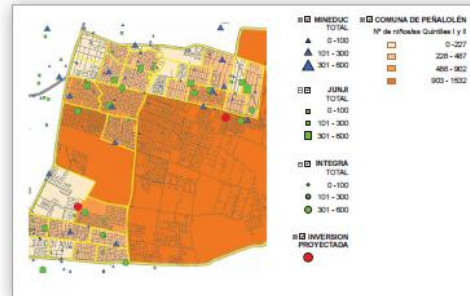 MINEDUC
TOTAL
0 -100
101 - 300
301 - 600
JUNJI
TOTAL
0 -100
101 - 300
301 - 600
INTEGRA
TOTAL
0 -100
101 - 300
301 - 600
INVERSION
PROYECTADA
COMUNA DE PEÑALOLÉN
Nº de niños/as Quintiles I y II
0 -227
228 - 487
488 - 902
903 - 1532